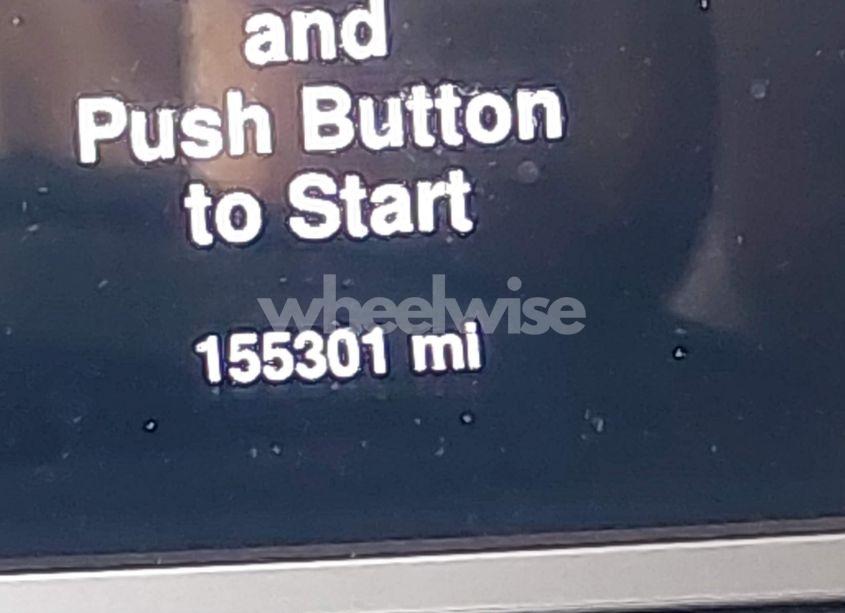 and
Push Button
to Start
wheelwise
155301 mi